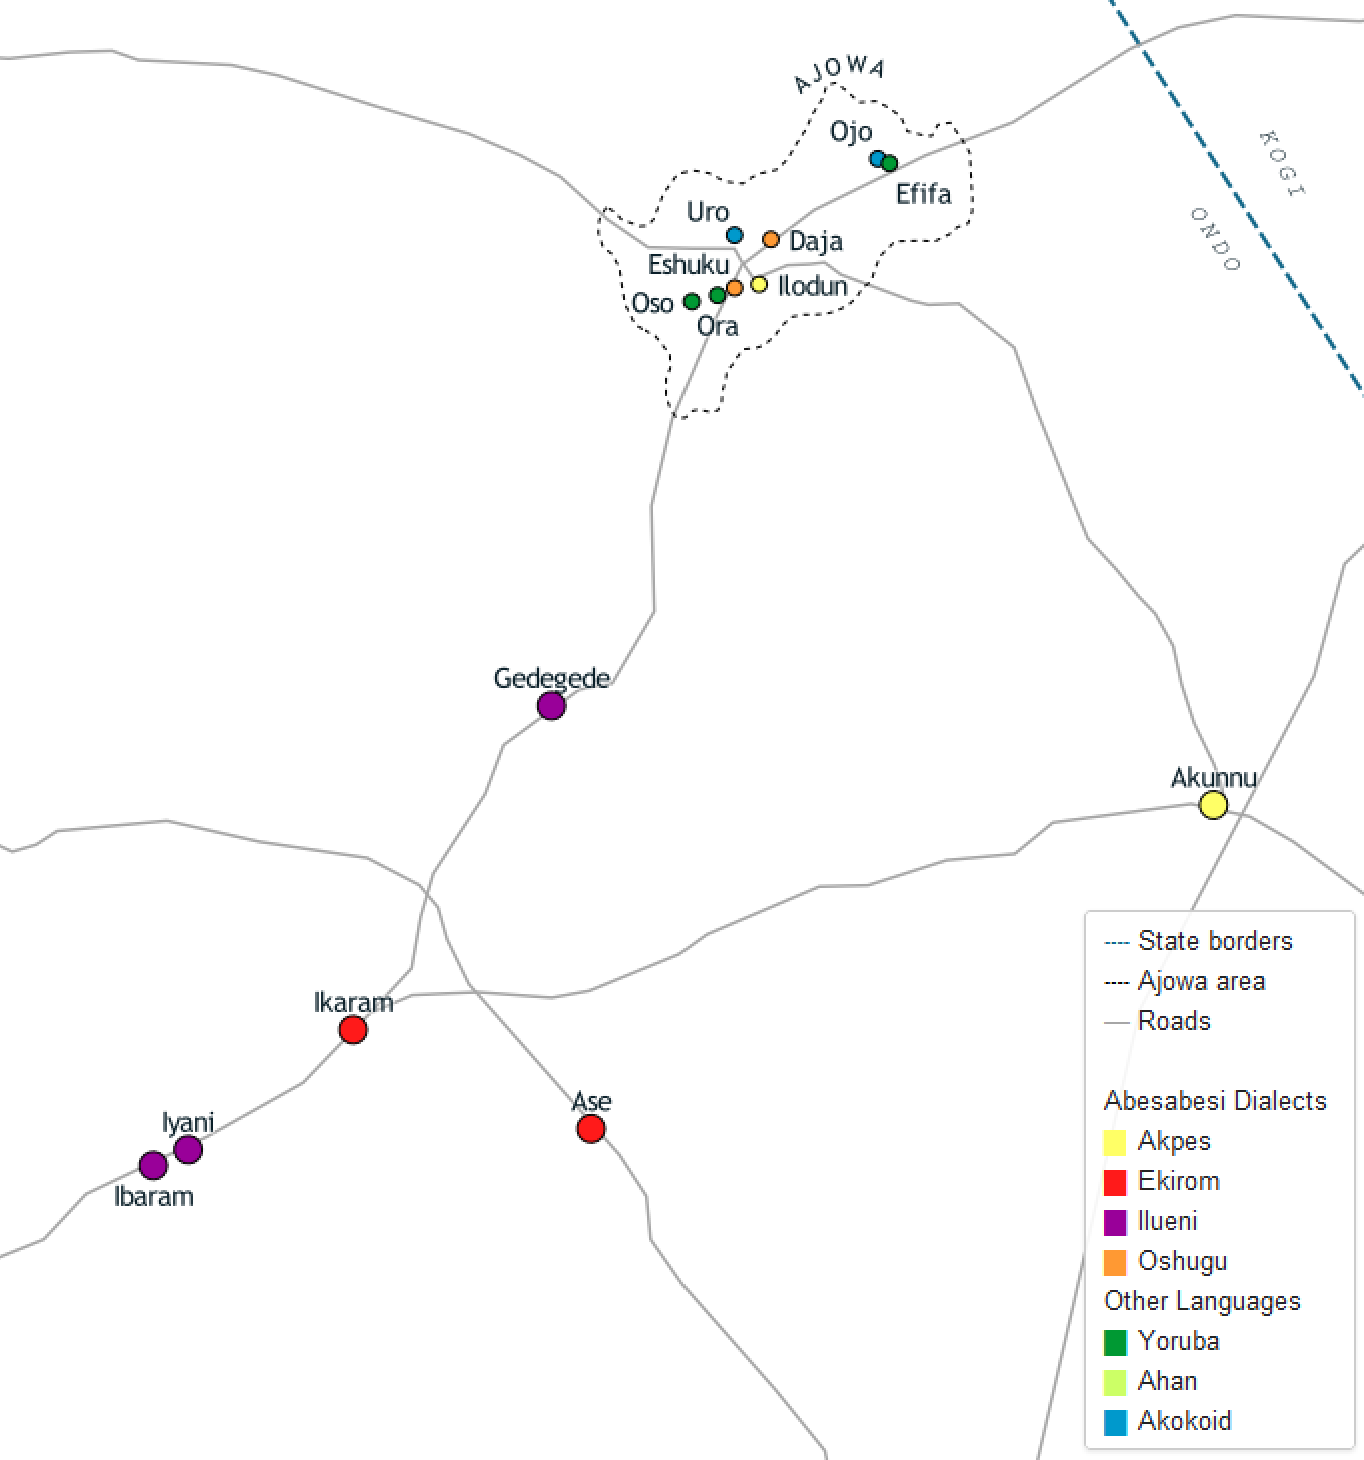 AJOWA
Ojo
Efifa
KOGI
ONDO
Uro
Daja
Eshuku
Ilodun
Oso
Ora
Gedegede
Akunnu
Ikaram
Ase
Iyani
Ibaram
State borders
Ajowa area
Roads
Abesabesi Dialects
Akpes
Ekirom
Ilueni
Oshugu
Other Languages
Yoruba
Ahan
Akokoid